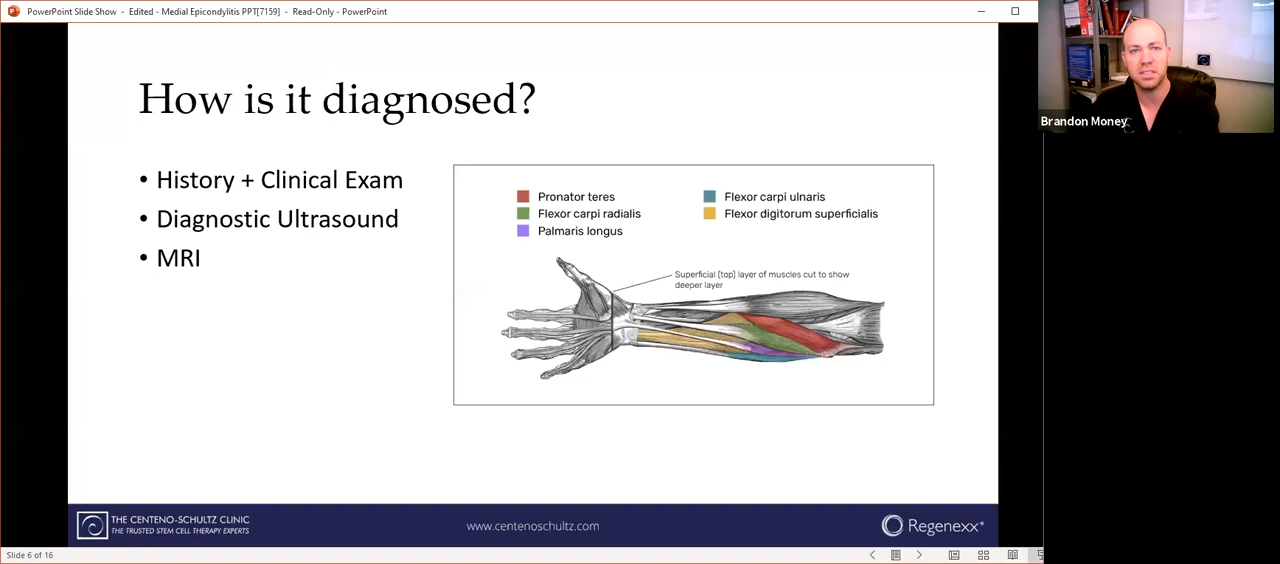 PowerPoint Slide Show - Edited - Medial Epicondylitis PPT[7159] - Read-Only - PowerPoint
Brandon Money
How is it diagnosed?
• History + Clinical Exam
• Diagnostic Ultrasound
• MRI
Pronator teres
Flexor carpi radialis
Palmaris longus
Flexor carpi ulnaris
Flexor digitorum superficialis
Superficial (top) layer of muscles cut to show
deeper layer
THE CENTENO-SCHULTZ CLINIC
THE TRUSTED STEM CELL THERAPY EXPERTS
www.centenoschultz.com
Regenexx
Slide 6 of 16